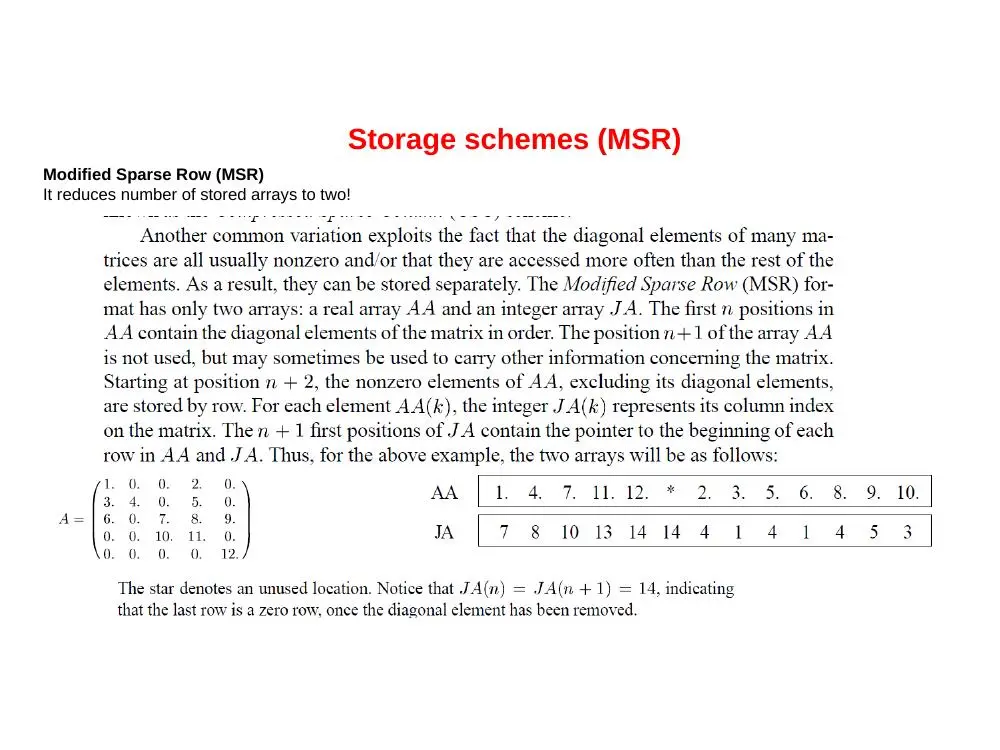 Storage schemes (MSR)
Modified Sparse Row (MSR)
It reduces number of stored arrays to two!
Another common variation exploits the fact that the diagonal elements of many ma-
trices are all usually nonzero and/or that they are accessed more often than the rest of the
elements. As a result, they can be stored separately. The Modified Sparse Row (MSR) for-
mat has only two arrays: a real array AA and an integer array JA. The first n positions in
AA contain the diagonal elements of the matrix in order. The position n+1 of the array AA
is not used, but may sometimes be used to carry other information concerning the matrix.
Starting at position n + 2, the nonzero elements of AA, excluding its diagonal elements,
are stored by row. For each element AA(k), the integer JA(k) represents its column index
on the matrix. The n + 1 first positions of JA contain the pointer to the beginning of each
row in AA and JA. Thus, for the above example, the two arrays will be as follows:
1. 0. 0. 2. 0.
3. 4. 0. 5. 0.
A = 6. 0. 7. 8. 9.
0. 0. 10. 11. 0.
0. 0. 0. 0. 12.
AA 1. 4. 7. 11. 12. * 2. 3. 5. 6. 8. 9. 10.
JA 7 8 10 13 14 14 4 1 4 1 4 5 3
The star denotes an unused location. Notice that JA(n) = JA(n + 1) = 14, indicating
that the last row is a zero row, once the diagonal element has been removed.